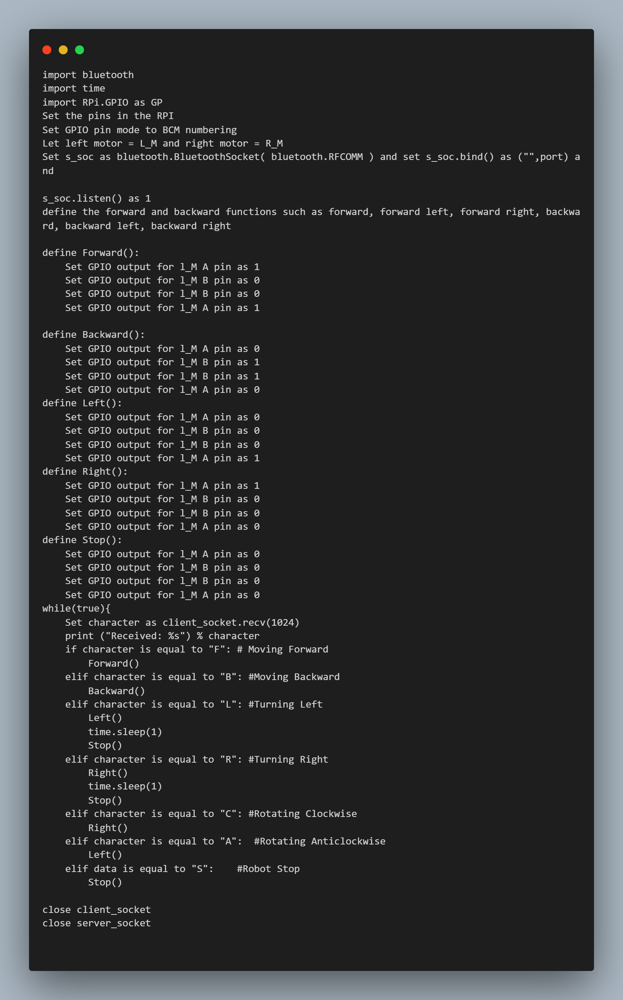 import bluetooth
import time
import RPi.GPIO as GP
Set the pins in the RPI
Set GPIO pin mode to BCM numbering
Let left motor = L_M and right motor = R_M
Set s_soc as bluetooth.BluetoothSocket( bluetooth.RFCOMM ) and set s_soc.bind() as ("",port) a
nd

s_soc.listen() as 1
define the forward and backward functions such as forward, forward left, forward right, backwa
rd, backward left, backward right

define Forward():
    Set GPIO output for l_M A pin as 1
    Set GPIO output for l_M B pin as 0
    Set GPIO output for l_M B pin as 0
    Set GPIO output for l_M A pin as 1

define Backward():
    Set GPIO output for l_M A pin as 0
    Set GPIO output for l_M B pin as 1
    Set GPIO output for l_M B pin as 1
    Set GPIO output for l_M A pin as 0
define Left():
    Set GPIO output for l_M A pin as 0
    Set GPIO output for l_M B pin as 0
    Set GPIO output for l_M B pin as 0
    Set GPIO output for l_M A pin as 1
define Right():
    Set GPIO output for l_M A pin as 1
    Set GPIO output for l_M B pin as 0
    Set GPIO output for l_M B pin as 0
    Set GPIO output for l_M A pin as 0
define Stop():
    Set GPIO output for l_M A pin as 0
    Set GPIO output for l_M B pin as 0
    Set GPIO output for l_M B pin as 0
    Set GPIO output for l_M A pin as 0
while(true){
    Set character as client_socket.recv(1024)
    print ("Received: %s") % character
    if character is equal to "F": # Moving Forward
        Forward()
    elif character is equal to "B": #Moving Backward
        Backward()
    elif character is equal to "L": #Turning Left
        Left()
        time.sleep(1)
        Stop()
    elif character is equal to "R": #Turning Right
        Right()
        time.sleep(1)
        Stop()
    elif character is equal to "C": #Rotating Clockwise
        Right()
    elif character is equal to "A":  #Rotating Anticlockwise
        Left()
    elif data is equal to "S":    #Robot Stop
        Stop()

close client_socket
close server_socket